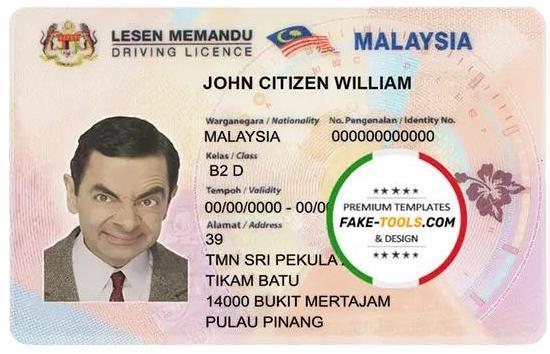 LESEN MEMANDU
DRIVING LICENCE
MALAYSIA
JOHN CITIZEN WILLIAM
Warganegara / Nationality No. Pengenalan / Identity No.
MALAYSIA 000000000000
Kelas / Class
B2 D
Tempoh / Validity
00/00/0000 - 00/0
Alamat / Address
39
TMN SRI PEKULA
TIKAM BATU
14000 BUKIT MERTAJAM
PULAU PINANG
PREMIUM TEMPLATES
FAKE-TOOLS.COM
& DESIGN